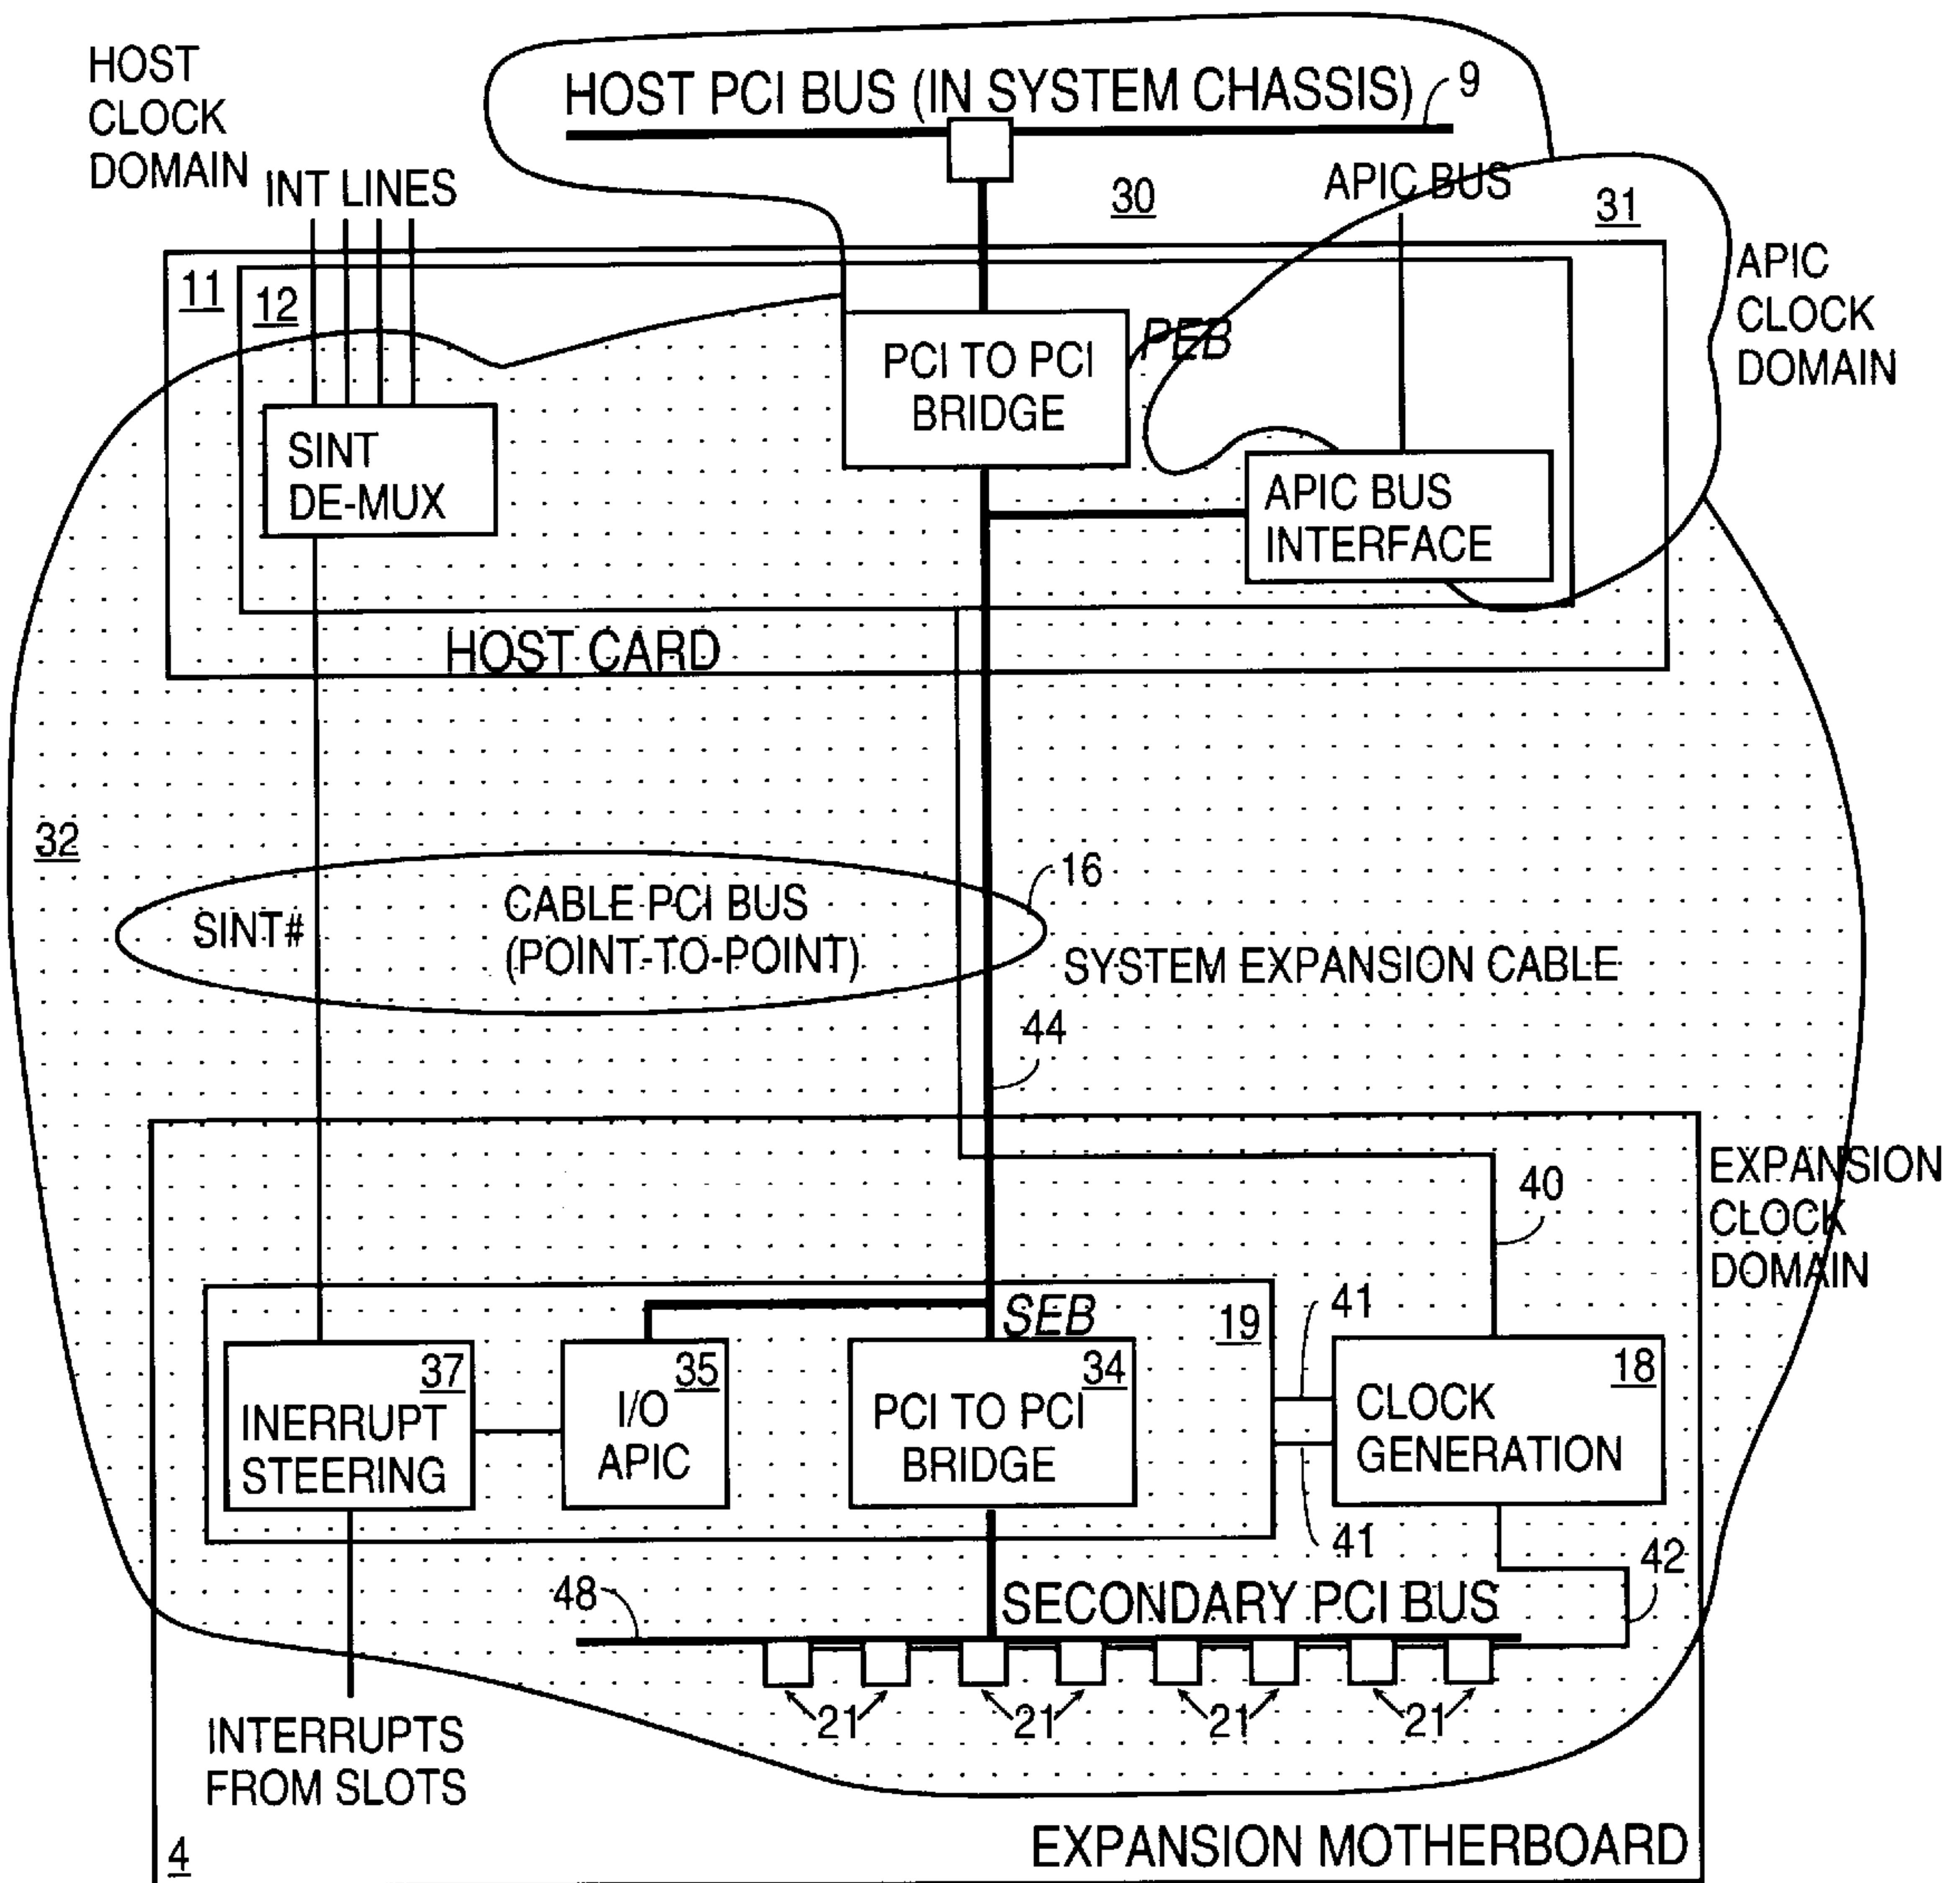 HOST
CLOCK
DOMAIN
HOST PCI BUS (IN SYSTEM CHASSIS)
9
INT LINES
30
APIC BUS
31
APIC
CLOCK
DOMAIN
11
12
PCI TO PCI
BRIDGE
PEB
SINT
DE-MUX
APIC BUS
INTERFACE
HOST CARD
32
16
SINT#
CABLE PCI BUS
(POINT-TO-POINT)
SYSTEM EXPANSION CABLE
44
EXPANSION
CLOCK
DOMAIN
40
SEB
19
41
37
INERRUPT
STEERING
35
I/O
APIC
34
PCI TO PCI
BRIDGE
18
CLOCK
GENERATION
41
42
48
SECONDARY PCI BUS
21
21
21
21
INTERRUPTS
FROM SLOTS
4
EXPANSION MOTHERBOARD